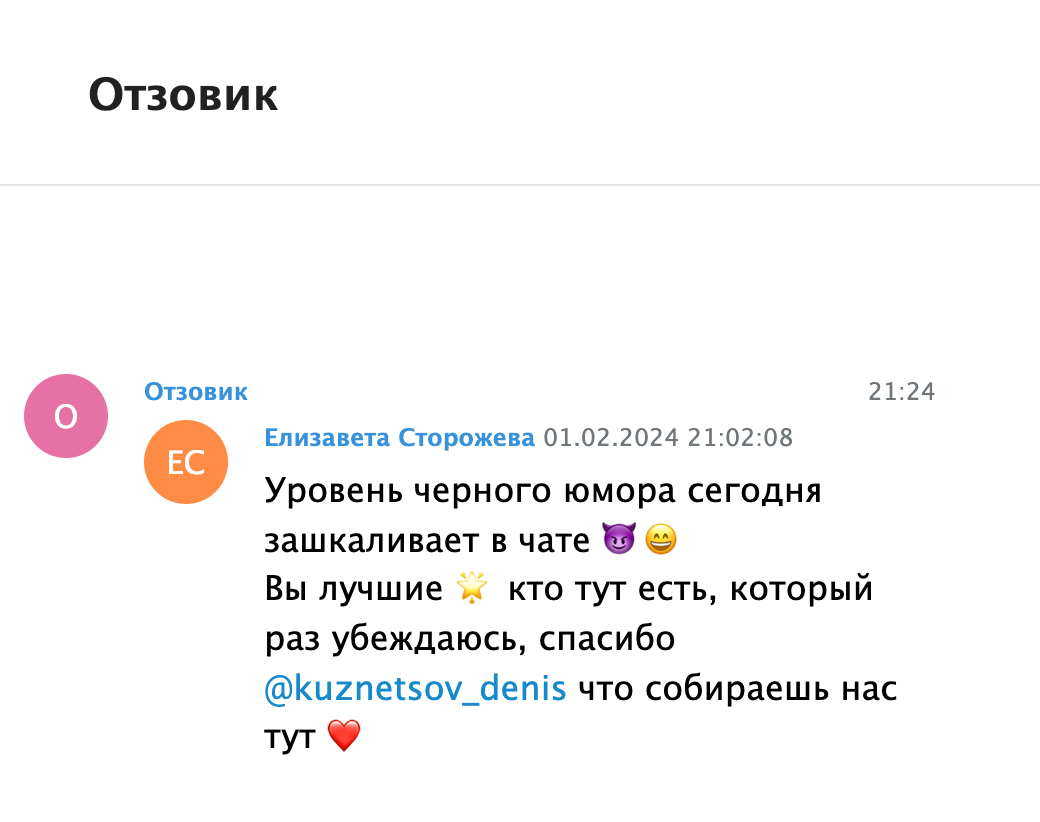 Отзовик
О
Отзовик 21:24
ЕС
Елизавета Сторожева 01.02.2024 21:02:08
Уровень черного юмора сегодня
зашкаливает в чате 😈 😄
Вы лучшие 🌟 кто тут есть, который
раз убеждаюсь, спасибо
@kuznetsov_denis что собираешь нас
тут ❤️